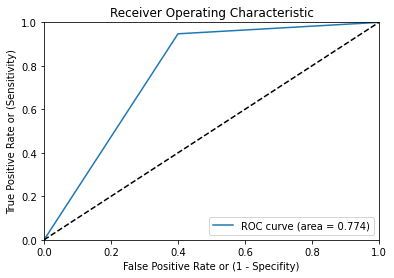 Receiver Operating Characteristic
True Positive Rate or (Sensitivity)
1.0
0.8
0.6
0.4
0.2
0.0
ROC curve (area = 0.774)
0.0 0.2 0.4 0.6 0.8 1.0
False Positive Rate or (1 - Specifity)